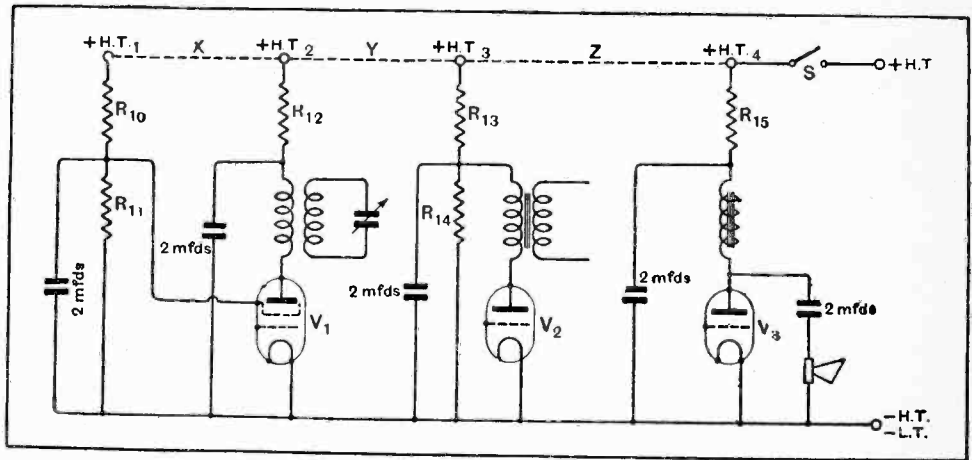 +H.T.1 X +H.T.2 Y +H.T.3 Z +H.T.4 S +H.T
R10 R12 R13 R15
R11 R14
2 mfds 2 mfds 2 mfds 2 mfds 2 mfds
V1 V2 V3
-H.T.
-L.T.